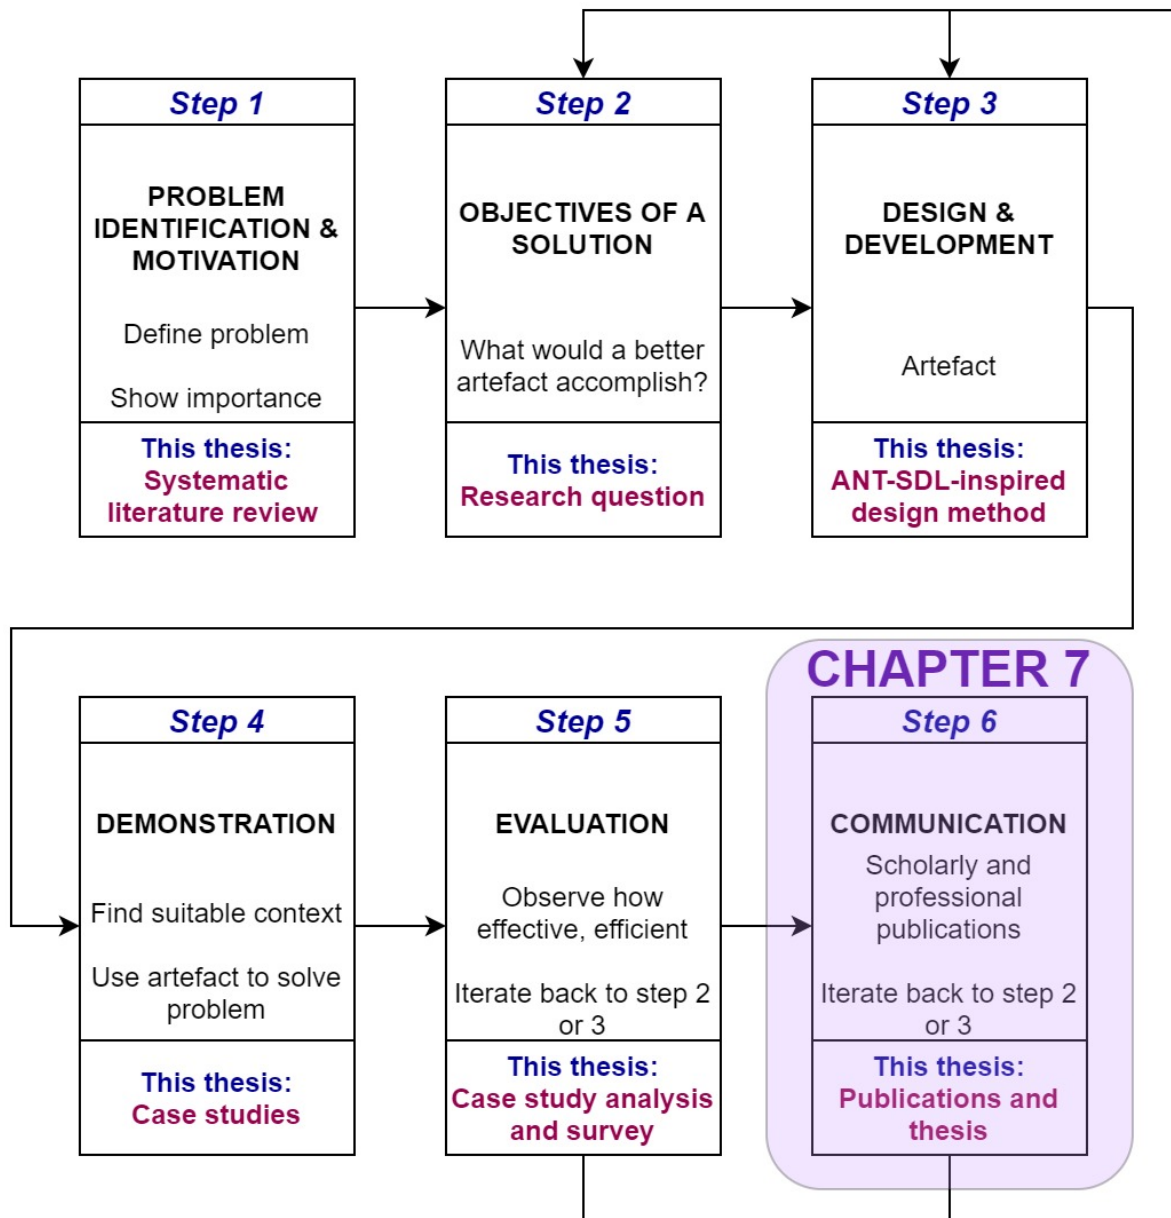 Step 1
PROBLEM
IDENTIFICATION &
MOTIVATION
Define problem
Show importance
This thesis:
Systematic
literature review
Step 2
OBJECTIVES OF A
SOLUTION
What would a better
artefact accomplish?
This thesis:
Research question
Step 3
DESIGN &
DEVELOPMENT
Artefact
This thesis:
ANT-SDL-inspired
design method
Step 4
DEMONSTRATION
Find suitable context
Use artefact to solve
problem
This thesis:
Case studies
Step 5
EVALUATION
Observe how
effective, efficient
Iterate back to step 2
or 3
This thesis:
Case study analysis
and survey
CHAPTER 7
Step 6
COMMUNICATION
Scholarly and
professional
publications
Iterate back to step 2
or 3
This thesis:
Publications and
thesis